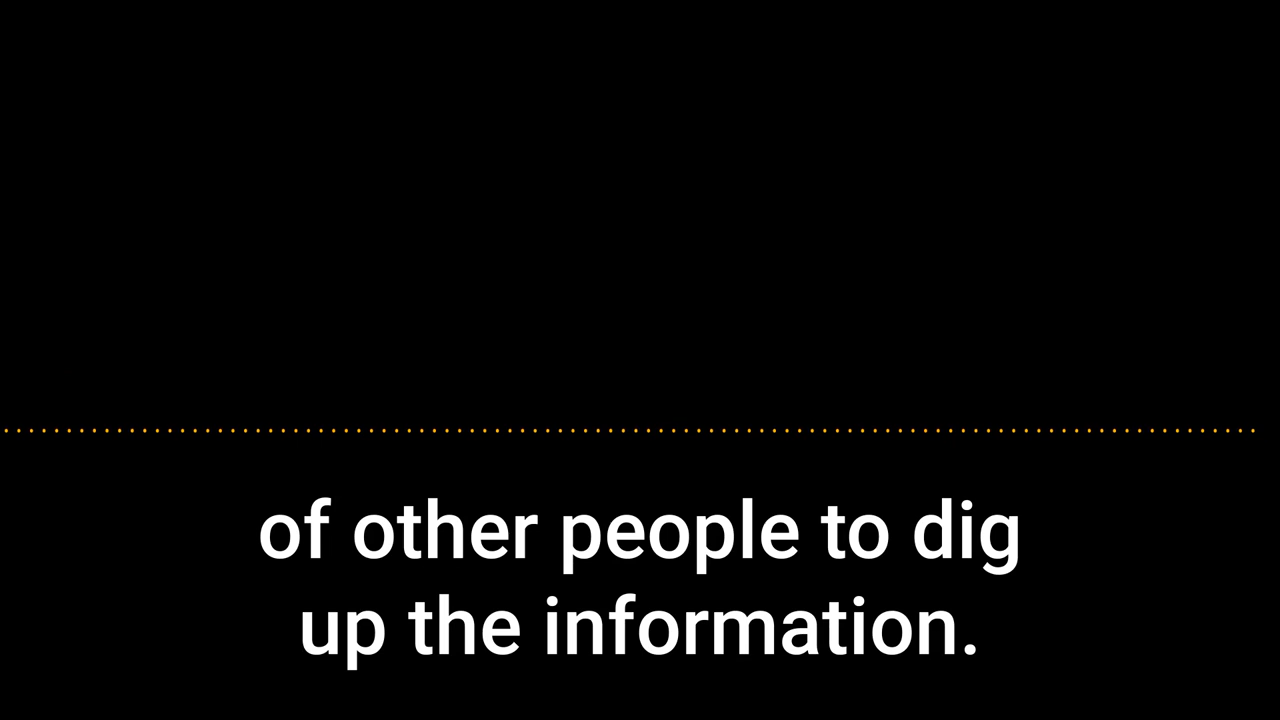 of other people to dig
up the information.